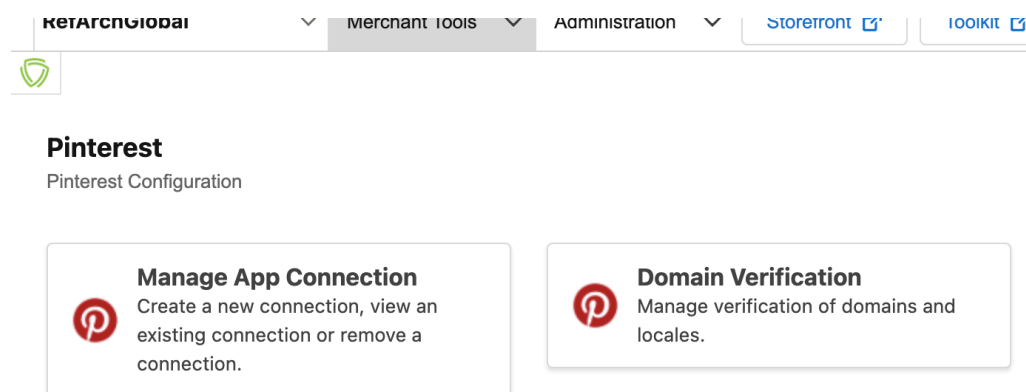 RefArchGlobal Merchant Tools Administration Storefront Toolkit
Pinterest
Pinterest Configuration
Manage App Connection
Create a new connection, view an
existing connection or remove a
connection.
Domain Verification
Manage verification of domains and
locales.